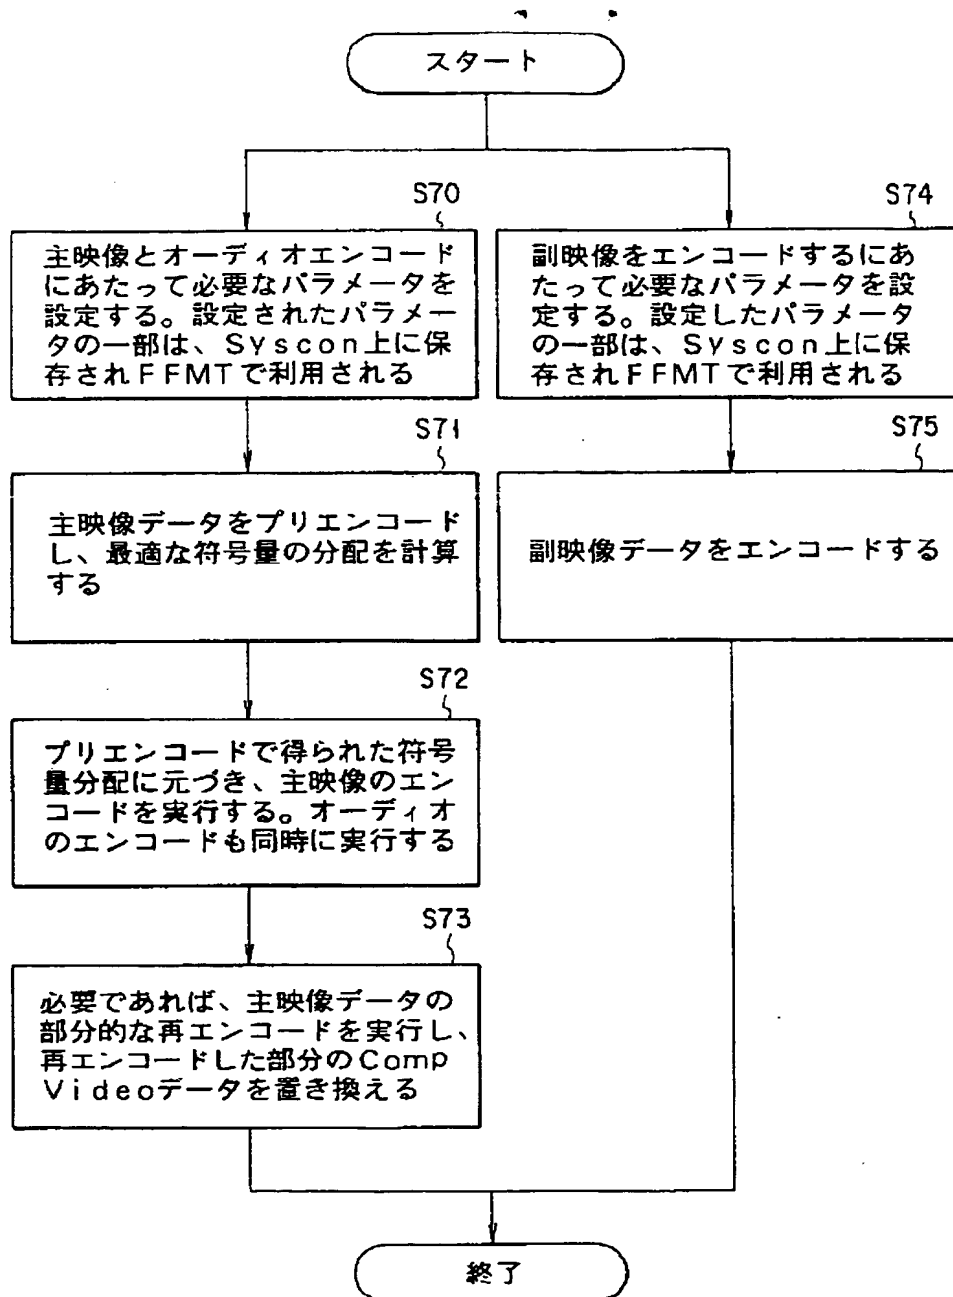 スタート
S70
主映像とオーディオエンコード
にあたって必要なパラメータを
設定する。設定されたパラメー
タの一部は、Syscon上に保
存されFFMTで利用される
S74
副映像をエンコードするにあ
たって必要なパラメータを設
定する。設定したパラメータ
の一部は、Syscon上に保
存されFFMTで利用される
S71
主映像データをプリエンコード
し、最適な符号量の分配を計算
する
S75
副映像データをエンコードする
S72
プリエンコードで得られた符号
量分配に元づき、主映像のエン
コードを実行する。オーディオ
のエンコードも同時に実行する
S73
必要であれば、主映像データの
部分的な再エンコードを実行し、
再エンコードした部分のComp
Videoデータを置き換える
終了